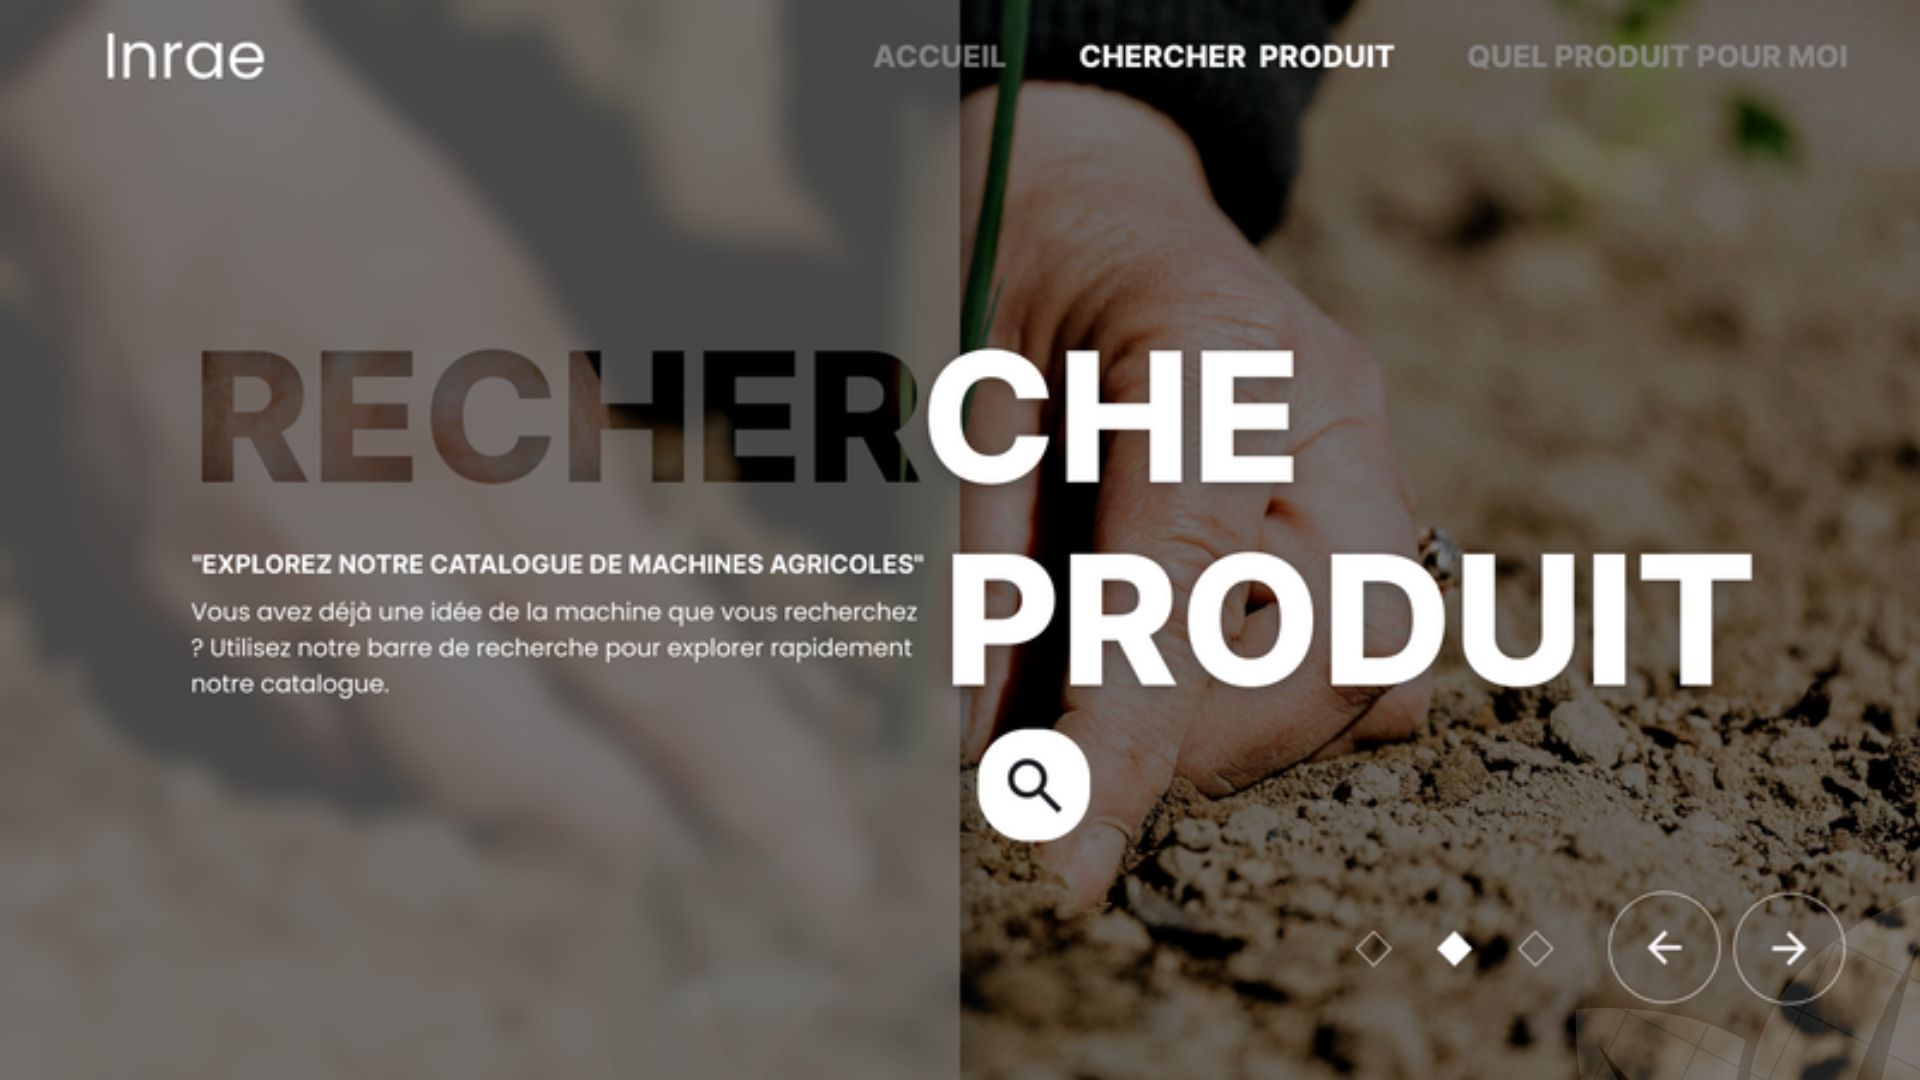 Inrae
ACCUEIL
CHERCHER PRODUIT
QUEL PRODUIT POUR MOI
RECHERCHE
PRODUIT
"EXPLOREZ NOTRE CATALOGUE DE MACHINES AGRICOLES"
Vous avez déjà une idée de la machine que vous recherchez
? Utilisez notre barre de recherche pour explorer rapidement
notre catalogue.